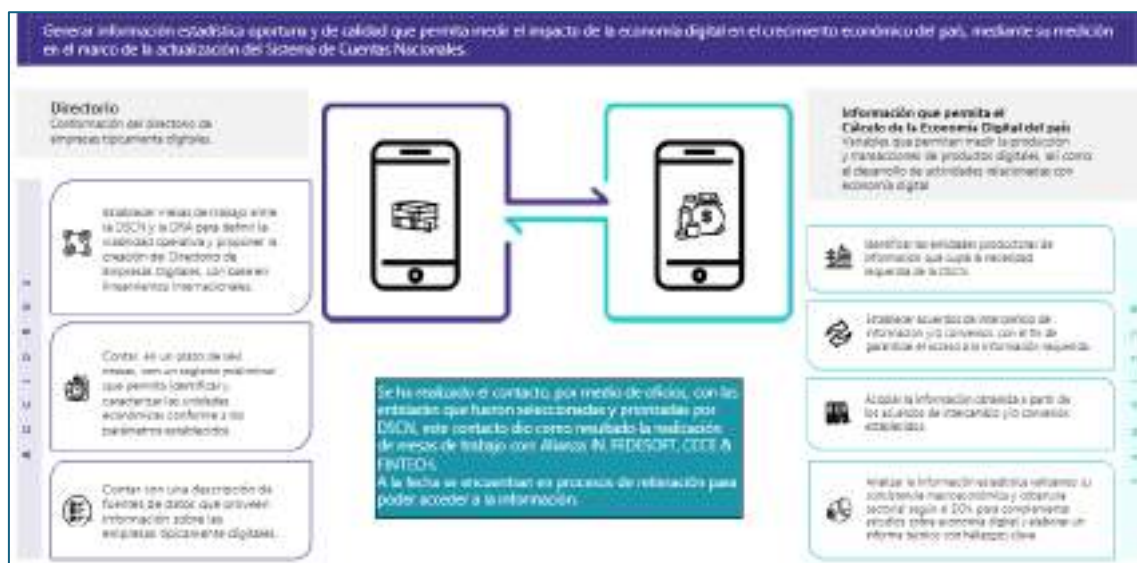 Generar información estadística oportuna y de calidad que permita medir el impacto de la economía digital en el crecimiento económico del país, mediante su medición
en el marco de la actualización del Sistema de Cuentas Nacionales.
Directorio
Conformación del directorio de
empresas típicamente digitales.
Establecer mesas de trabajo entre
la DSCN y la DRA para definir la
viabilidad operativa y proponer la
creación del Directorio de
Empresas Digitales, con base en
lineamientos internacionales.
Contar, en un plazo de seis
meses, con un registro preliminar
que permita identificar y
caracterizar las unidades
económicas conforme a los
parámetros establecidos
Contar con una descripción de
fuentes de datos que proveen
información sobre las
empresas típicamente digitales.
Se ha realizado el contacto, por medio de oficios, con las
entidades que fueron seleccionadas y priorizadas por
DSCN, este contacto dio como resultado la realización
de mesas de trabajo con: Alianza IN, FEDESOFT, CCCE &
FINTECH.
A la fecha se encuentran en procesos de reiteración para
poder acceder a la información.
Información que permita el
Cálculo de la Economía Digital del país
Variables que permitan medir la producción
y transacciones de productos digitales, así como
el desarrollo de actividades relacionadas con
economía digital
Identificar las entidades productoras de
información que supla la necesidad
requerida de la DSCN
Establecer acuerdos de intercambio de
información y/o convenios, con el fin de
garantizar el acceso a la información requerida
Acopiar la información obtenida a partir de
los acuerdos de intercambio y/o convenios
establecidos
Analizar la información estadística validando su
consistencia macroeconómica y cobertura
sectorial según el para complementar
estudios sobre economía digital y elaborar un
informe técnico con hallazgos clave